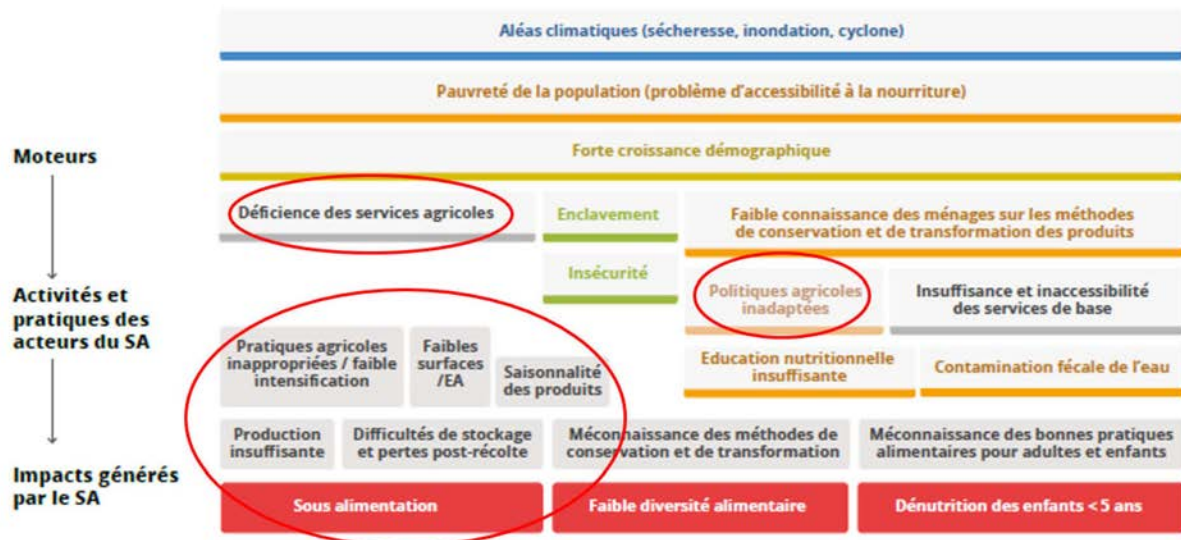 Aléas climatiques (sécheresse, inondation, cyclone)
Pauvreté de la population (problème d'accessibilité à la nourriture)
Moteurs
Forte croissance démographique
Déficience des services agricoles
Enclavement
Faible connaissance des ménages sur les méthodes
de conservation et de transformation des produits
Insécurité
Politiques agricoles
inadaptées
Insuffisance et inaccessibilité
des services de base
Activités et
pratiques des
acteurs du SA
Pratiques agricoles
inappropriées / faible
intensification
Faibles
surfaces
/EA
Saisonnalité
des produits
Education nutritionnelle
insuffisante
Contamination fécale de l'eau
Production
insuffisante
Difficultés de stockage
et pertes post-récolte
Méconnaissance des méthodes de
conservation et de transformation
Méconnaissance des bonnes pratiques
alimentaires pour adultes et enfants
Impacts générés
par le SA
Sous alimentation
Faible diversité alimentaire
Dénutrition des enfants < 5 ans